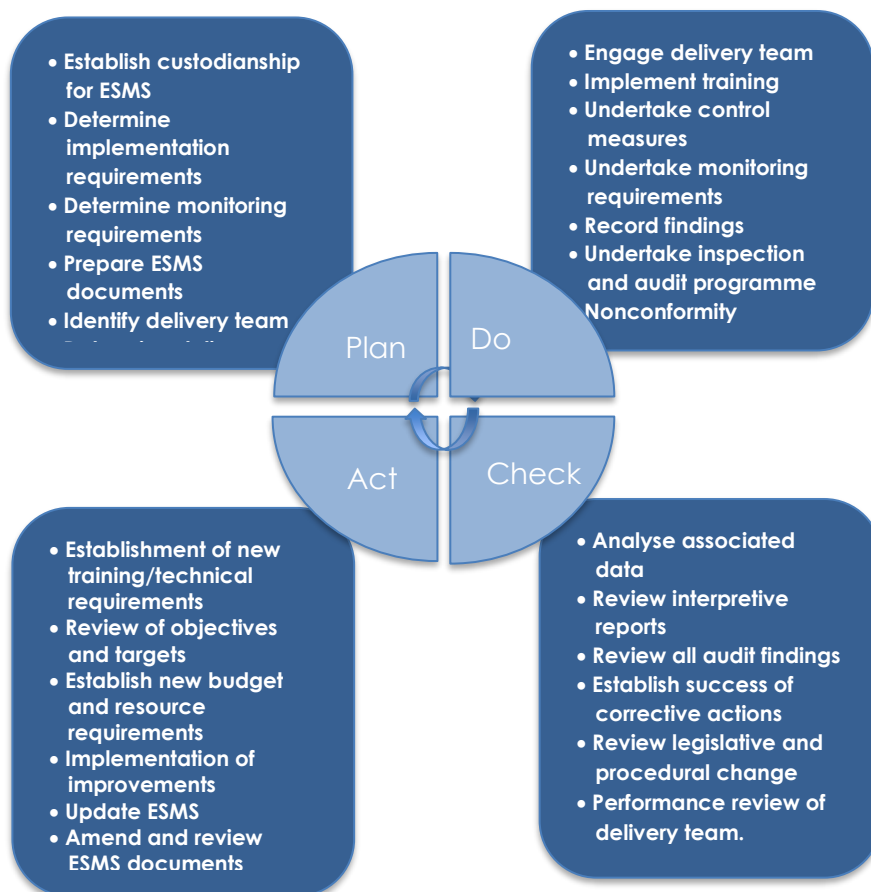 • Establish custodianship
for ESMS
• Determine
implementation
requirements
• Determine monitoring
requirements
• Prepare ESMS
documents
• Identify delivery team
• Engage delivery team
• Implement training
• Undertake control
measures
• Undertake monitoring
requirements
• Record findings
• Undertake inspection
and audit programme
Nonconformity
Plan
Do
Act
Check
• Establishment of new
training/technical
requirements
• Review of objectives
and targets
• Establish new budget
and resource
requirements
• Implementation of
improvements
• Update ESMS
• Amend and review
ESMS documents
• Analyse associated
data
• Review interpretive
reports
• Review all audit findings
• Establish success of
corrective actions
• Review legislative and
procedural change
• Performance review of
delivery team.